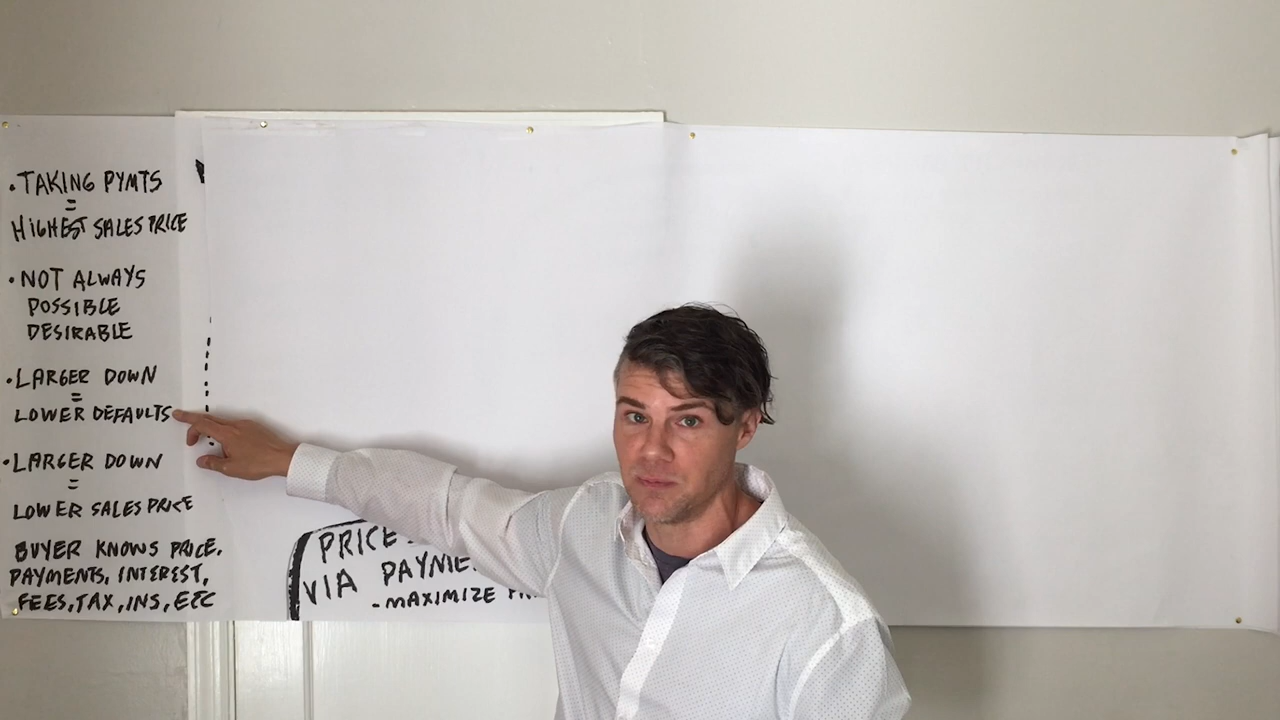 • TAKING PYMTS
=
HIGHEST SALES PRICE
• NOT ALWAYS
POSSIBLE
DESIRABLE
• LARGER DOWN
=
LOWER DEFAULTS
• LARGER DOWN
=
LOWER SALES PRICE
BUYER KNOWS PRICE,
PAYMENTS, INTEREST,
FEES, TAX, INS, ETC
PRICE
VIA
- MAXIMIZE